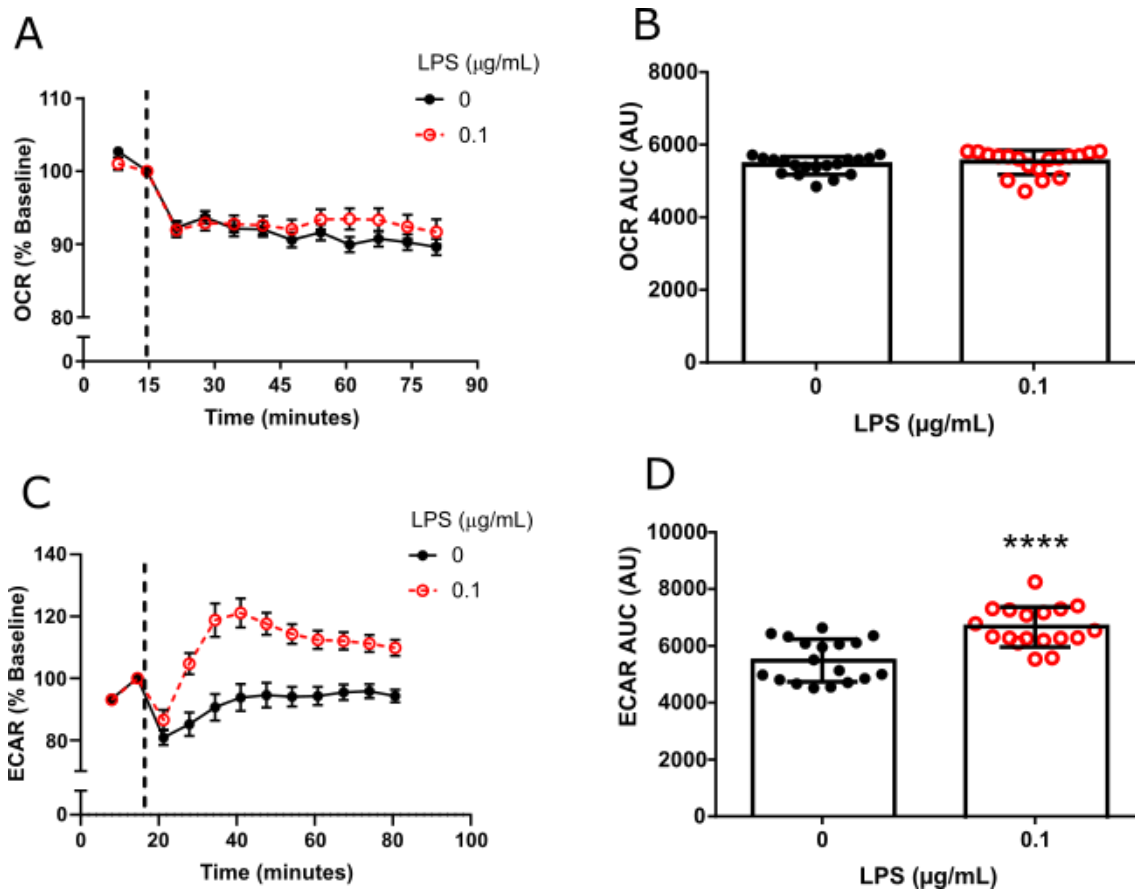 A
LPS (μg/mL)
0
0.1
110
100
90
80
0
OCR (% Baseline)
0 15 30 45 60 75 90
Time (minutes)
B
8000
6000
4000
2000
0
OCR AUC (AU)
0 0.1
LPS (µg/mL)
C
LPS (μg/mL)
0
0.1
140
120
100
80
0
ECAR (% Baseline)
0 20 40 60 80 100
Time (minutes)
D
10000
8000
6000
4000
2000
0
ECAR AUC (AU)
****
0 0.1
LPS (µg/mL)